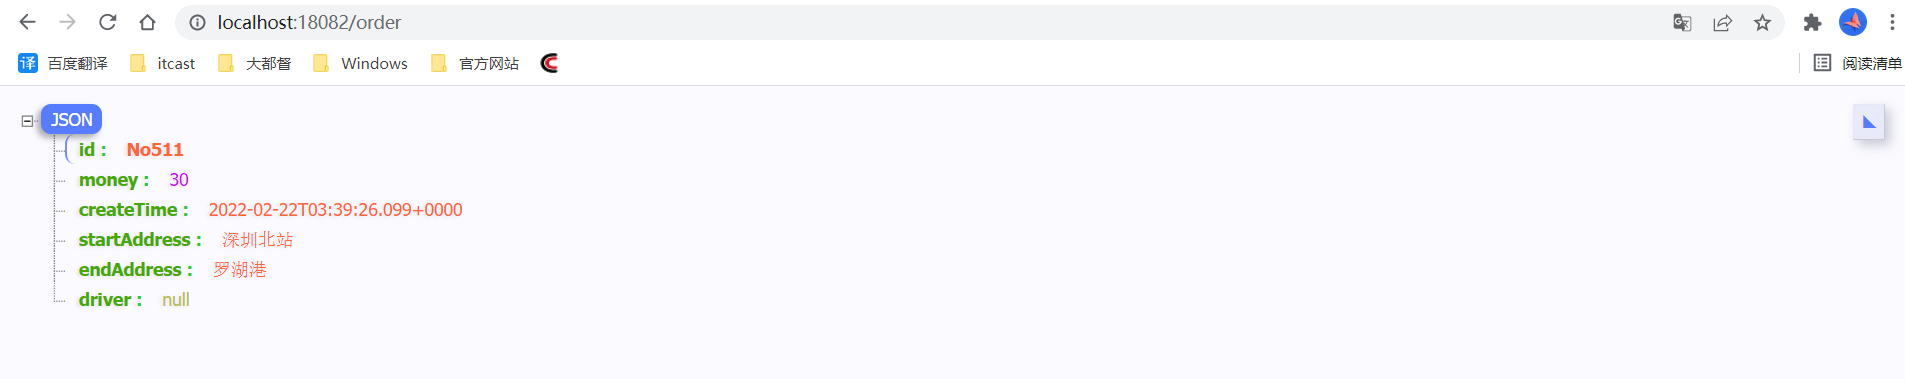 localhost:18082/order
译 百度翻译 itcast 大都督 Windows 官方网站 阅读清单
JSON
id : No511
money : 30
createTime : 2022-02-22T03:39:26.099+0000
startAddress : 深圳北站
endAddress : 罗湖港
driver : null